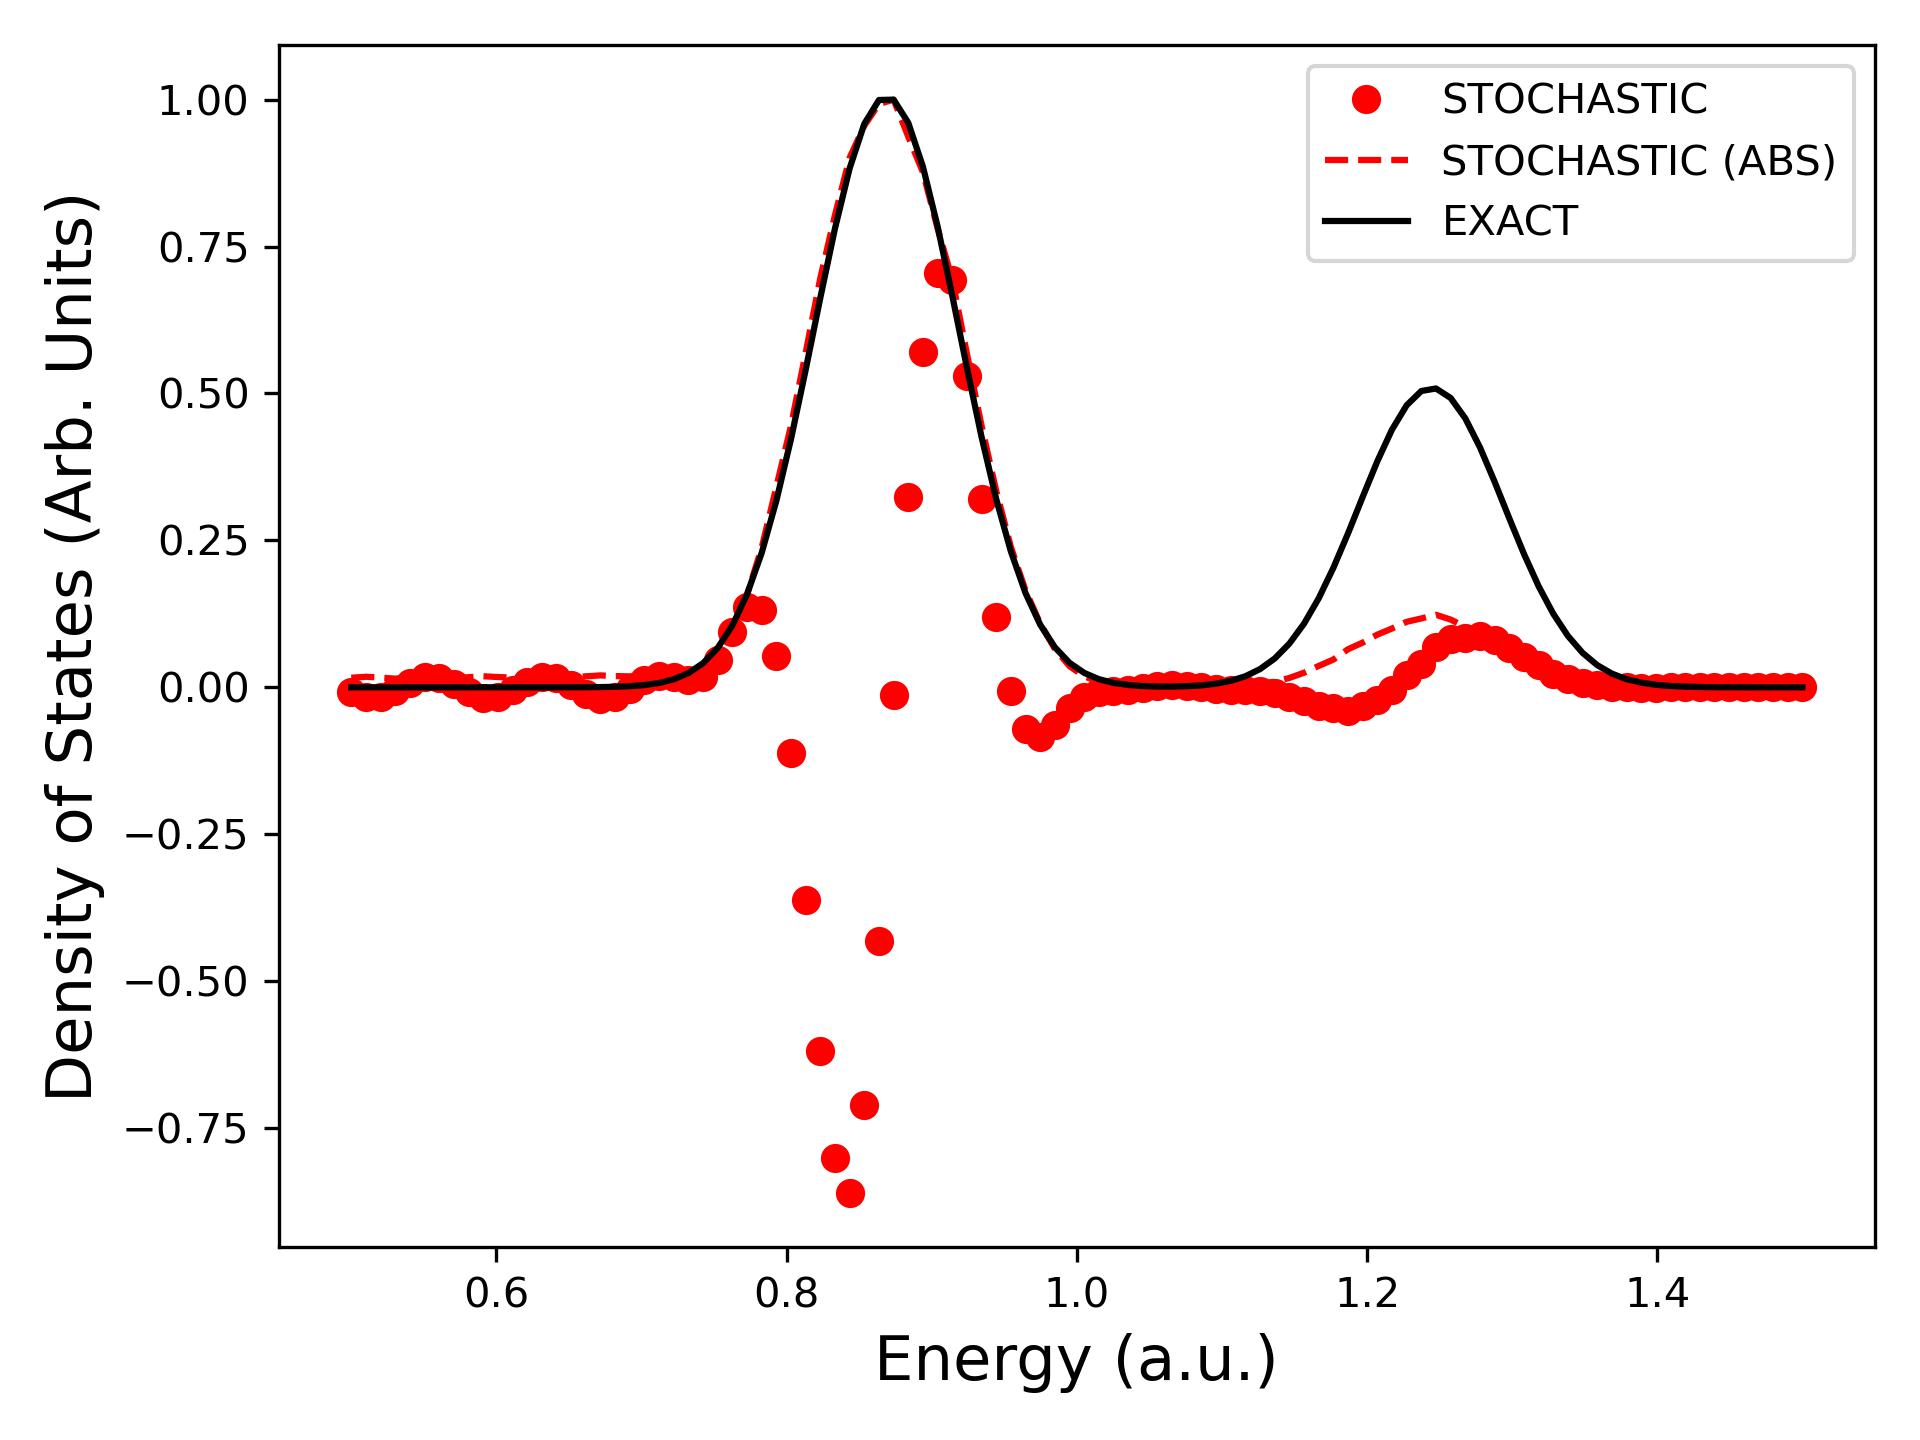 STOCHASTIC
STOCHASTIC (ABS)
EXACT
Density of States (Arb. Units)
1.00
0.75
0.50
0.25
0.00
−0.25
−0.50
−0.75
0.6 0.8 1.0 1.2 1.4
Energy (a.u.)